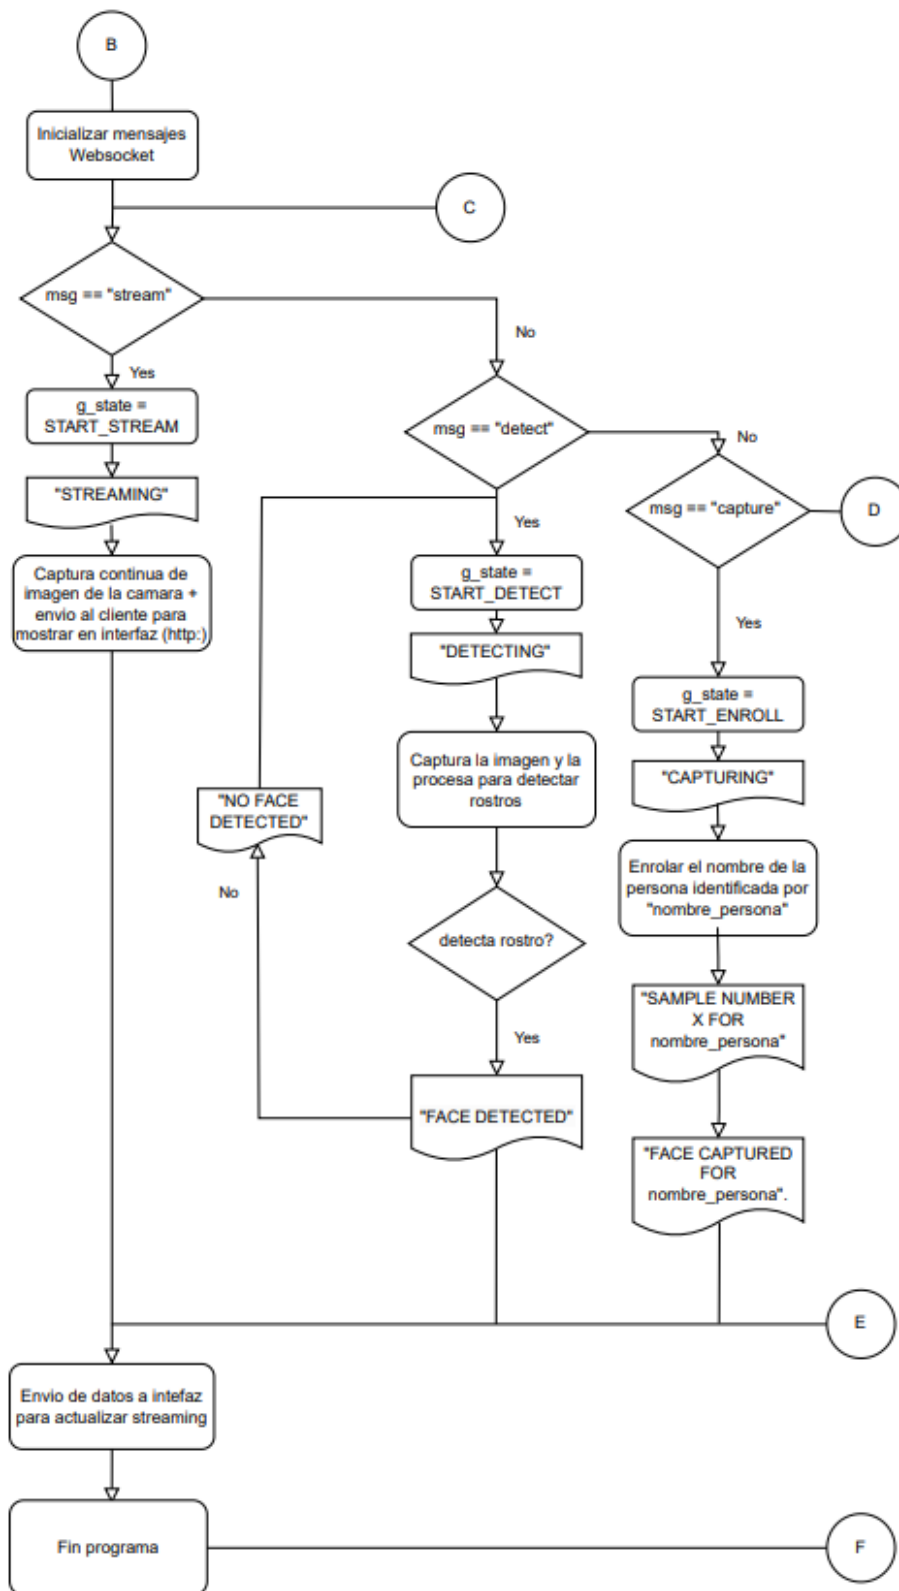 B
Inicializar mensajes
Websocket
C
msg == "stream"
No
Yes
g_state =
START_STREAM
msg == "detect"
No
"STREAMING"
msg == "capture"
D
Yes
Captura continua de
imagen de la camara +
envio al cliente para
mostrar en interfaz (http:)
g_state =
START_DETECT
Yes
"DETECTING"
g_state =
START_ENROLL
Captura la imagen y la
procesa para detectar
rostros
"CAPTURING"
"NO FACE
DETECTED"
Enrolar el nombre de la
persona identificada por
"nombre_persona"
No
detecta rostro?
"SAMPLE NUMBER
X FOR
nombre_persona"
Yes
"FACE DETECTED"
"FACE CAPTURED
FOR
nombre_persona".
E
Envio de datos a intefaz
para actualizar streaming
Fin programa
F